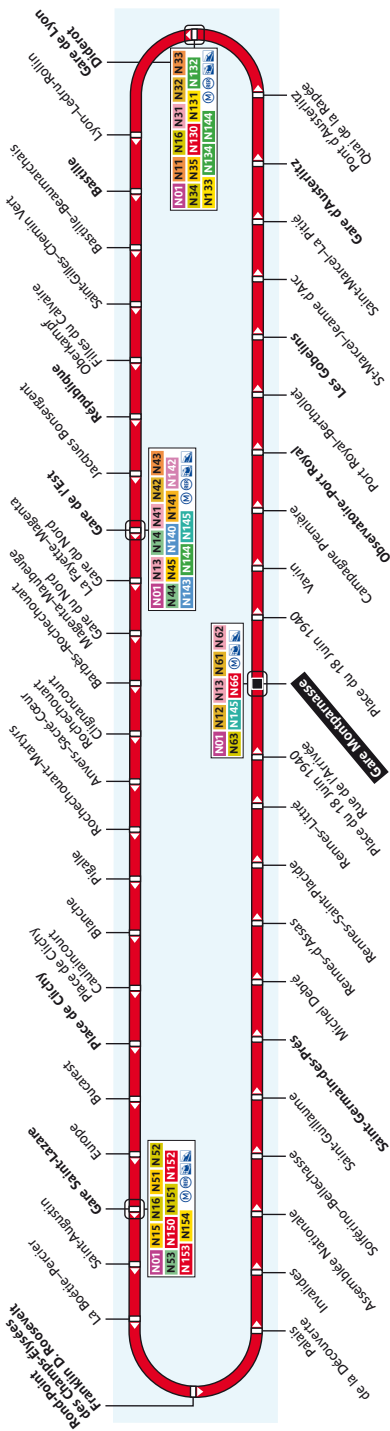 Gare de Lyon
Diderot
Lyon–Ledru-Rollin
Bastille
Bastille-Beaumarchais
Saint-Gilles-Chemin Vert
Oberkampf
Filles du Calvaire
République
Jacques Bonsergent
Gare de l'Est
La Fayette–Magenta
Gare du Nord
Magenta-Maubeuge
Gare du Nord
Barbès-Rochechouart
Rochechouart
Clignancourt
Anvers-Sacré-Cœur
Rochechouart-Martyrs
Pigalle
Blanche
Place de Clichy
Caulaincourt
Place de Clichy
Bucarest
Europe
Gare Saint-Lazare
Saint-Augustin
La Boétie-Percier
Rond-Point
des Champs-Élysées
Franklin D. Roosevelt
N01 N11 N16 N31 N32 N33
N34 N35 N130 N131 N132
N133 N134 N144 M RER
N01 N13 N14 N41 N42 N43
N44 N45 N140 N141 N142
N143 N144 N145 M RER
N01 N12 N13 N61 N62
N63 N145 N66 M
N01 N15 N16 N51 N52
N53 N150 N151 N152
N153 N154 M RER
Pont d'Austerlitz
Quai de la Rapée
Gare d'Austerlitz
Saint-Marcel–La Pitié
St-Marcel–Jeanne d'Arc
Les Gobelins
Port Royal-Berthollet
Observatoire–Port Royal
Campagne Première
Vavin
Place du 18 Juin 1940
Gare Montparnasse
Place du 18 Juin 1940
Rue de l'Arrivée
Rennes-Littré
Rennes-Saint-Placide
Rennes-d'Assas
Michel Debré
Saint-Germain-des-Prés
Saint-Guillaume
Solférino-Bellechasse
Assemblée Nationale
Invalides
Palais
de la Découverte